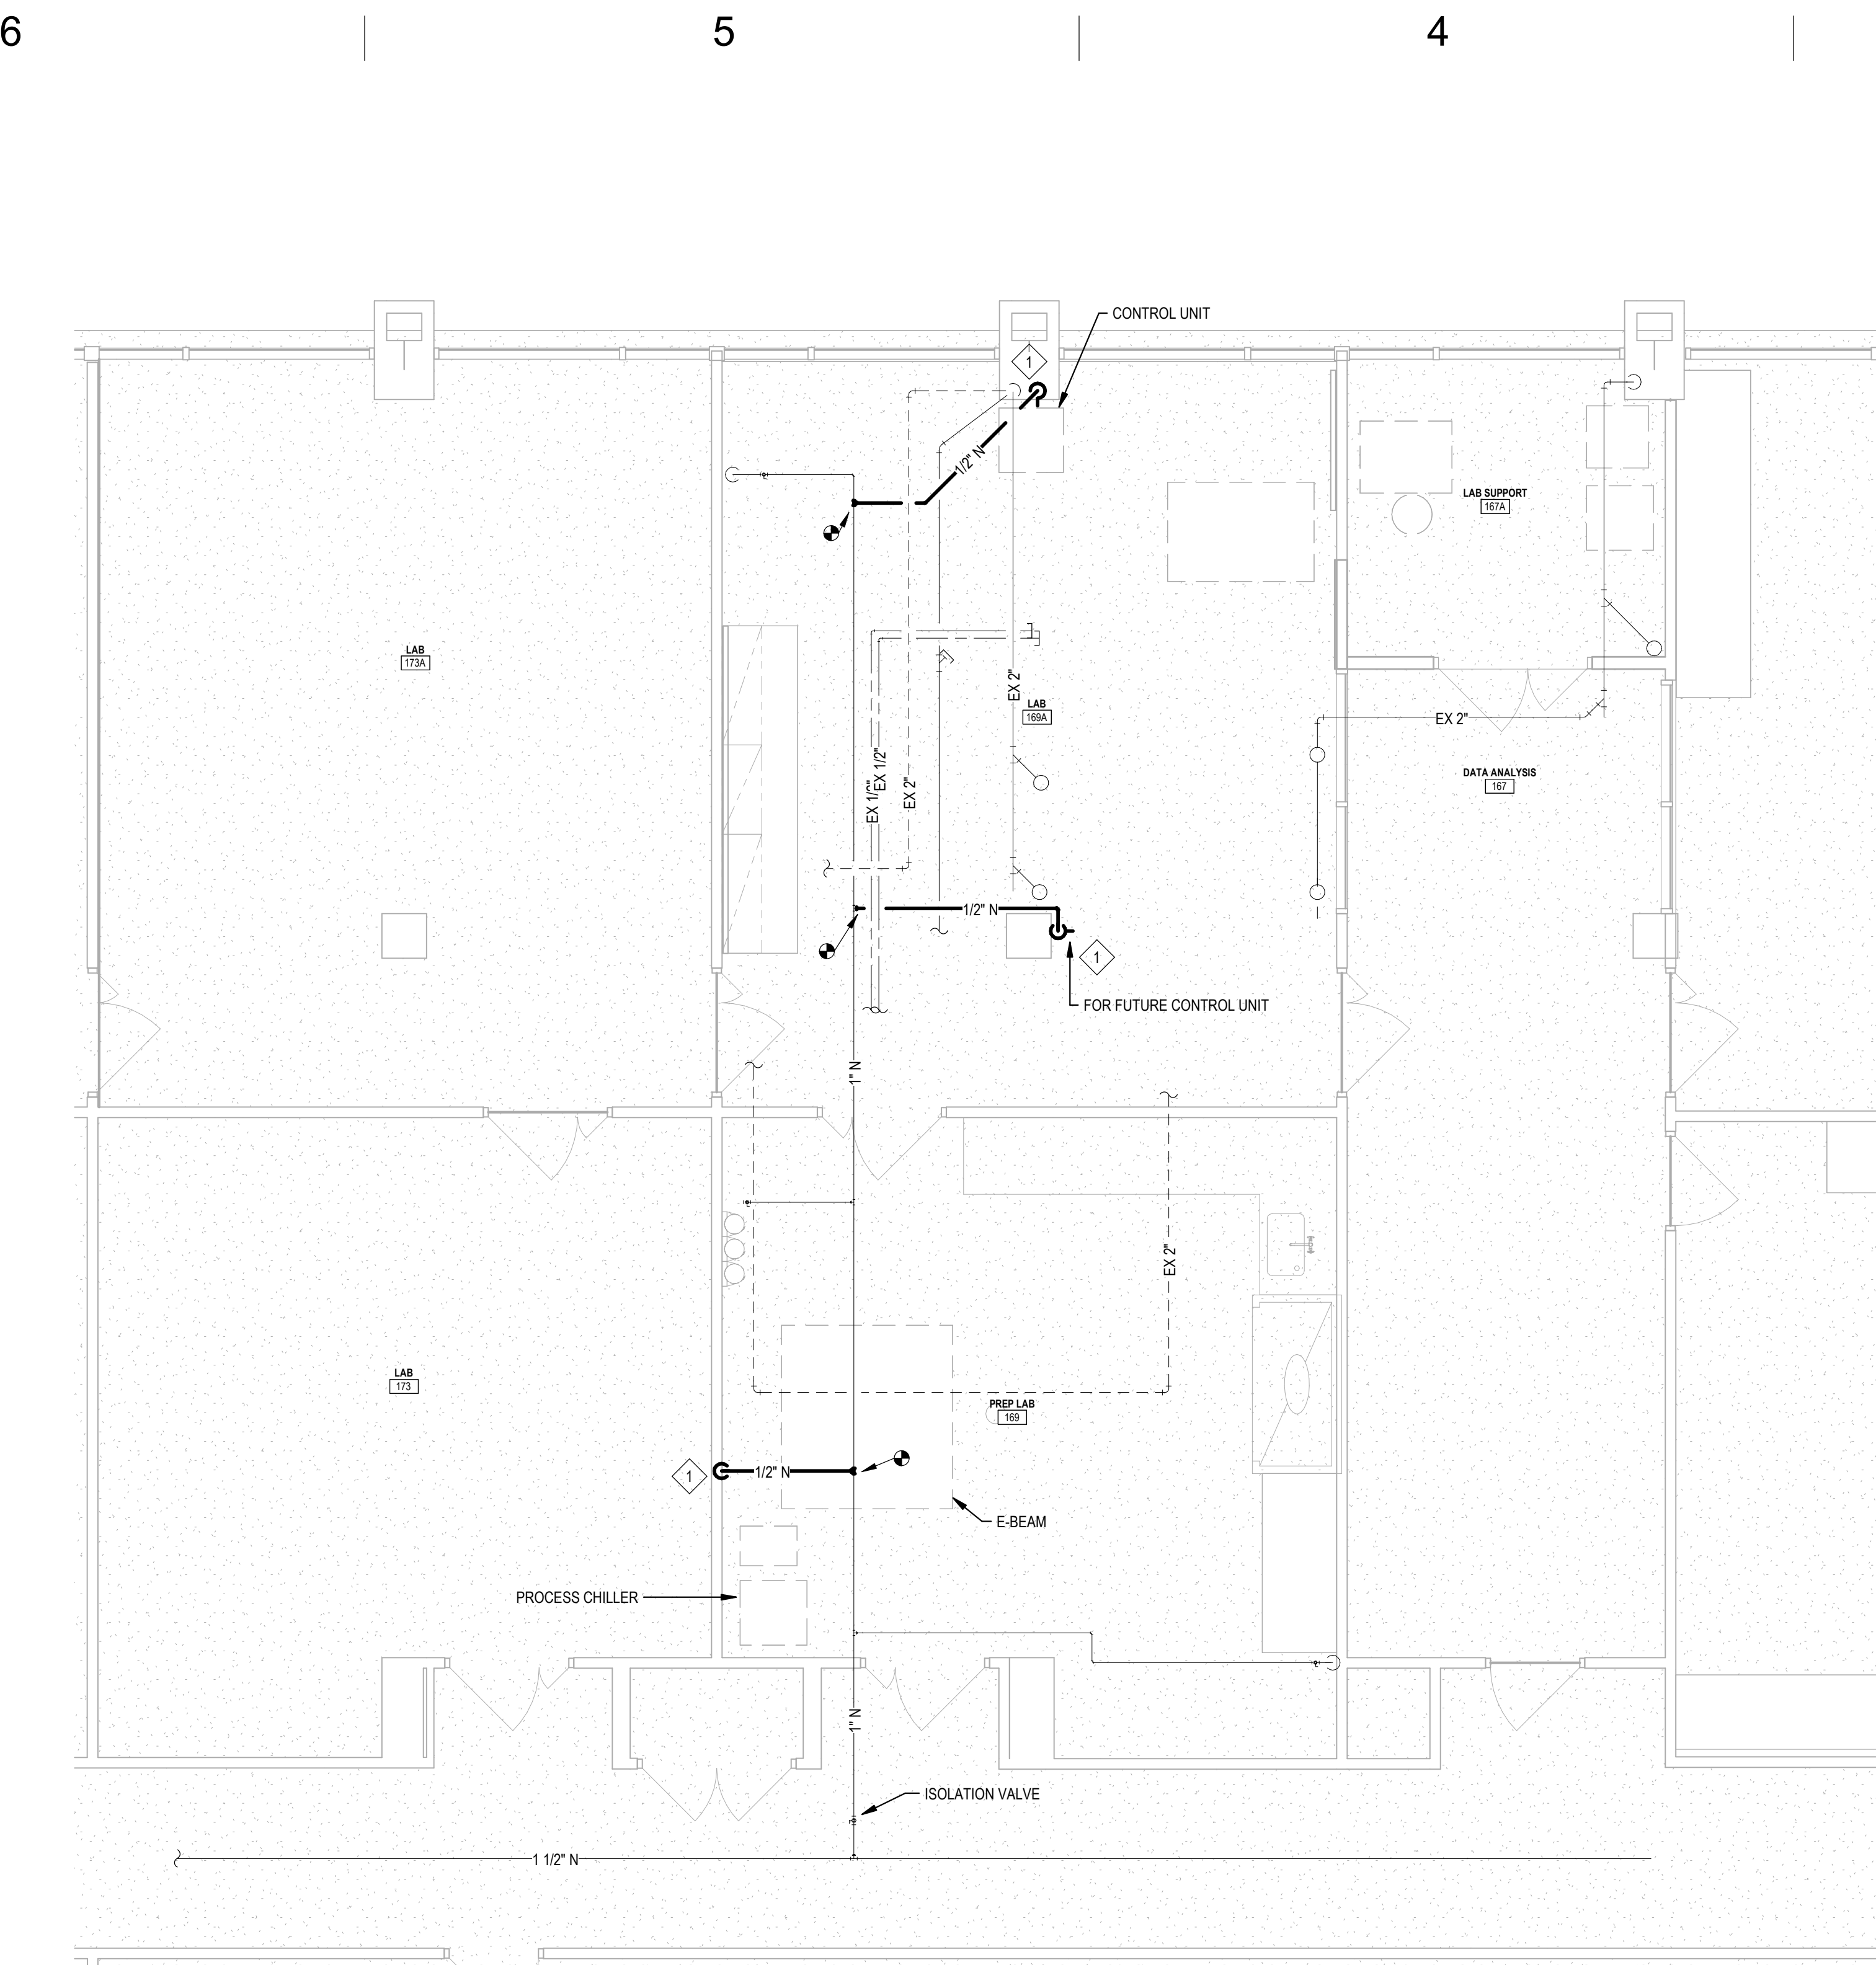 6
5
4
CONTROL UNIT
1
1/2" N
LAB SUPPORT
167A
LAB
173A
EX 2"
LAB
169A
EX 2"
DATA ANALYSIS
167
EX 1/2"
EX 1/2"
EX 2"
1/2" N
1
FOR FUTURE CONTROL UNIT
1" N
EX 2"
LAB
173
PREP LAB
169
1
1/2" N
E-BEAM
PROCESS CHILLER
1" N
ISOLATION VALVE
1 1/2" N